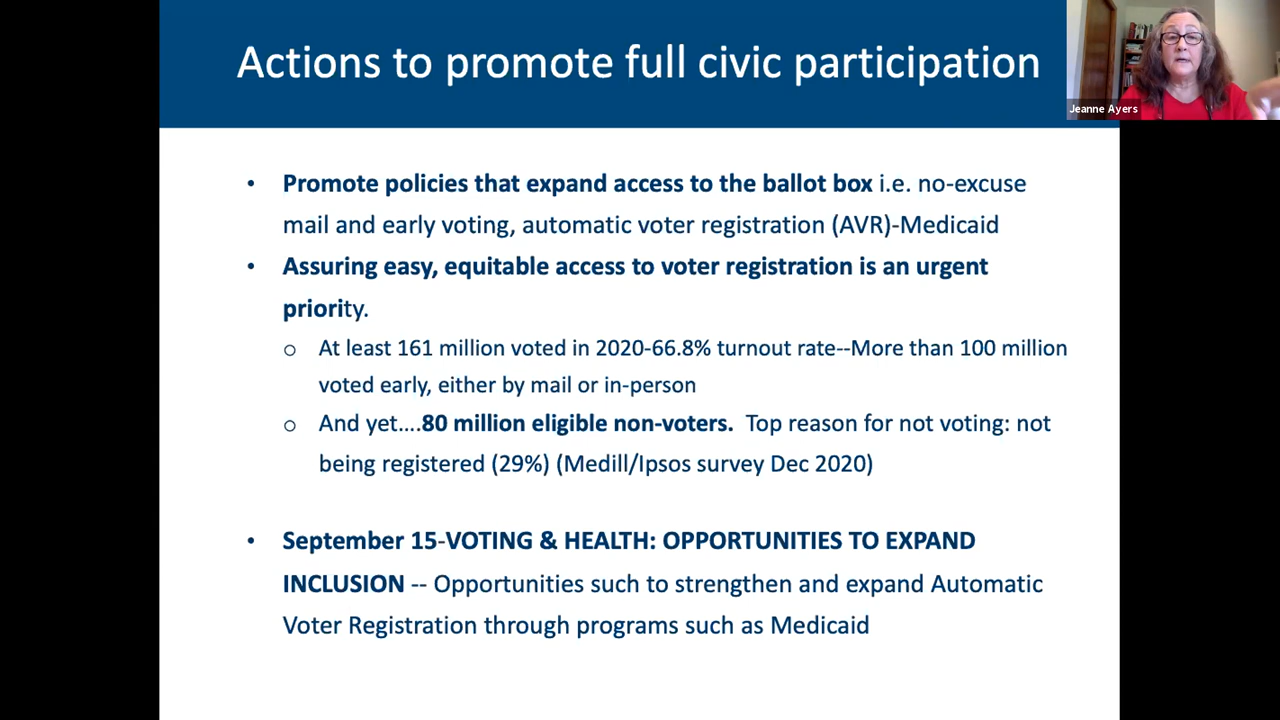 Actions to promote full civic participation
Jeanne Ayers
• Promote policies that expand access to the ballot box i.e. no-excuse
mail and early voting, automatic voter registration (AVR)-Medicaid
• Assuring easy, equitable access to voter registration is an urgent
priority.
o At least 161 million voted in 2020-66.8% turnout rate--More than 100 million
voted early, either by mail or in-person
o And yet....80 million eligible non-voters. Top reason for not voting: not
being registered (29%) (Medill/Ipsos survey Dec 2020)
• September 15-VOTING & HEALTH: OPPORTUNITIES TO EXPAND
INCLUSION -- Opportunities such to strengthen and expand Automatic
Voter Registration through programs such as Medicaid